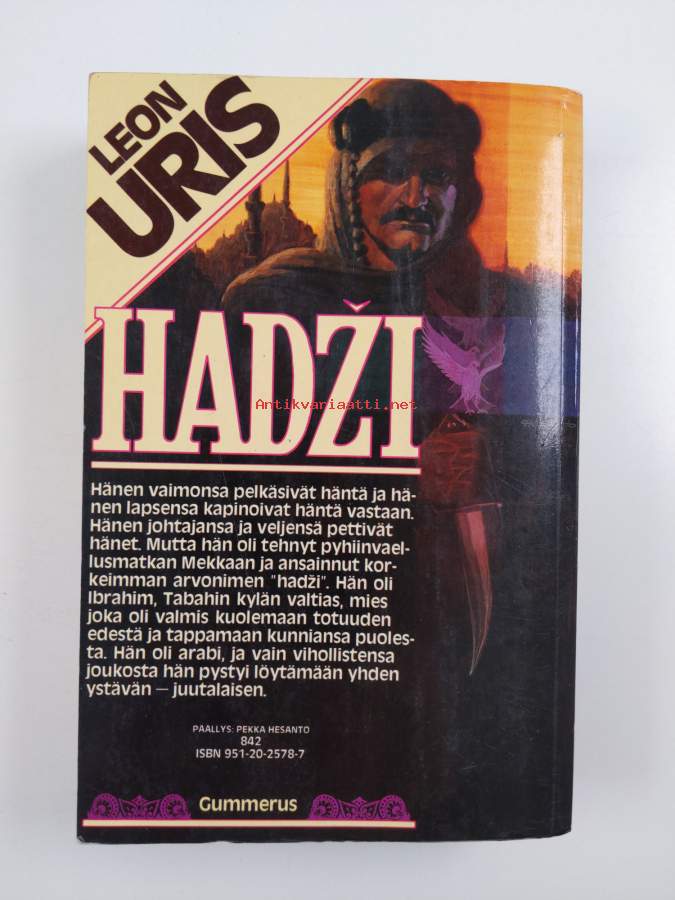 LEON
URIS
HADŽI
Antikvariaatti.net
Hänen vaimonsa pelkäsivät häntä ja hä-
nen lapsensa kapinoivat häntä vastaan.
Hänen johtajansa ja veljensä pettivät
hänet. Mutta hän oli tehnyt pyhiinvael-
lusmatkan Mekkaan ja ansainnut kor-
keimman arvonimen "hadži". Hän oli
Ibrahim, Tabahin kylän valtias, mies
joka oli valmis kuolemaan totuuden
edestä ja tappamaan kunniansa puoles-
ta. Hän oli arabi, ja vain vihollistensa
joukosta hän pystyi löytämään yhden
ystävän — juutalaisen.
PÄÄLLYS: PEKKA HESANTO
842
ISBN 951-20-2578-7
Gummerus